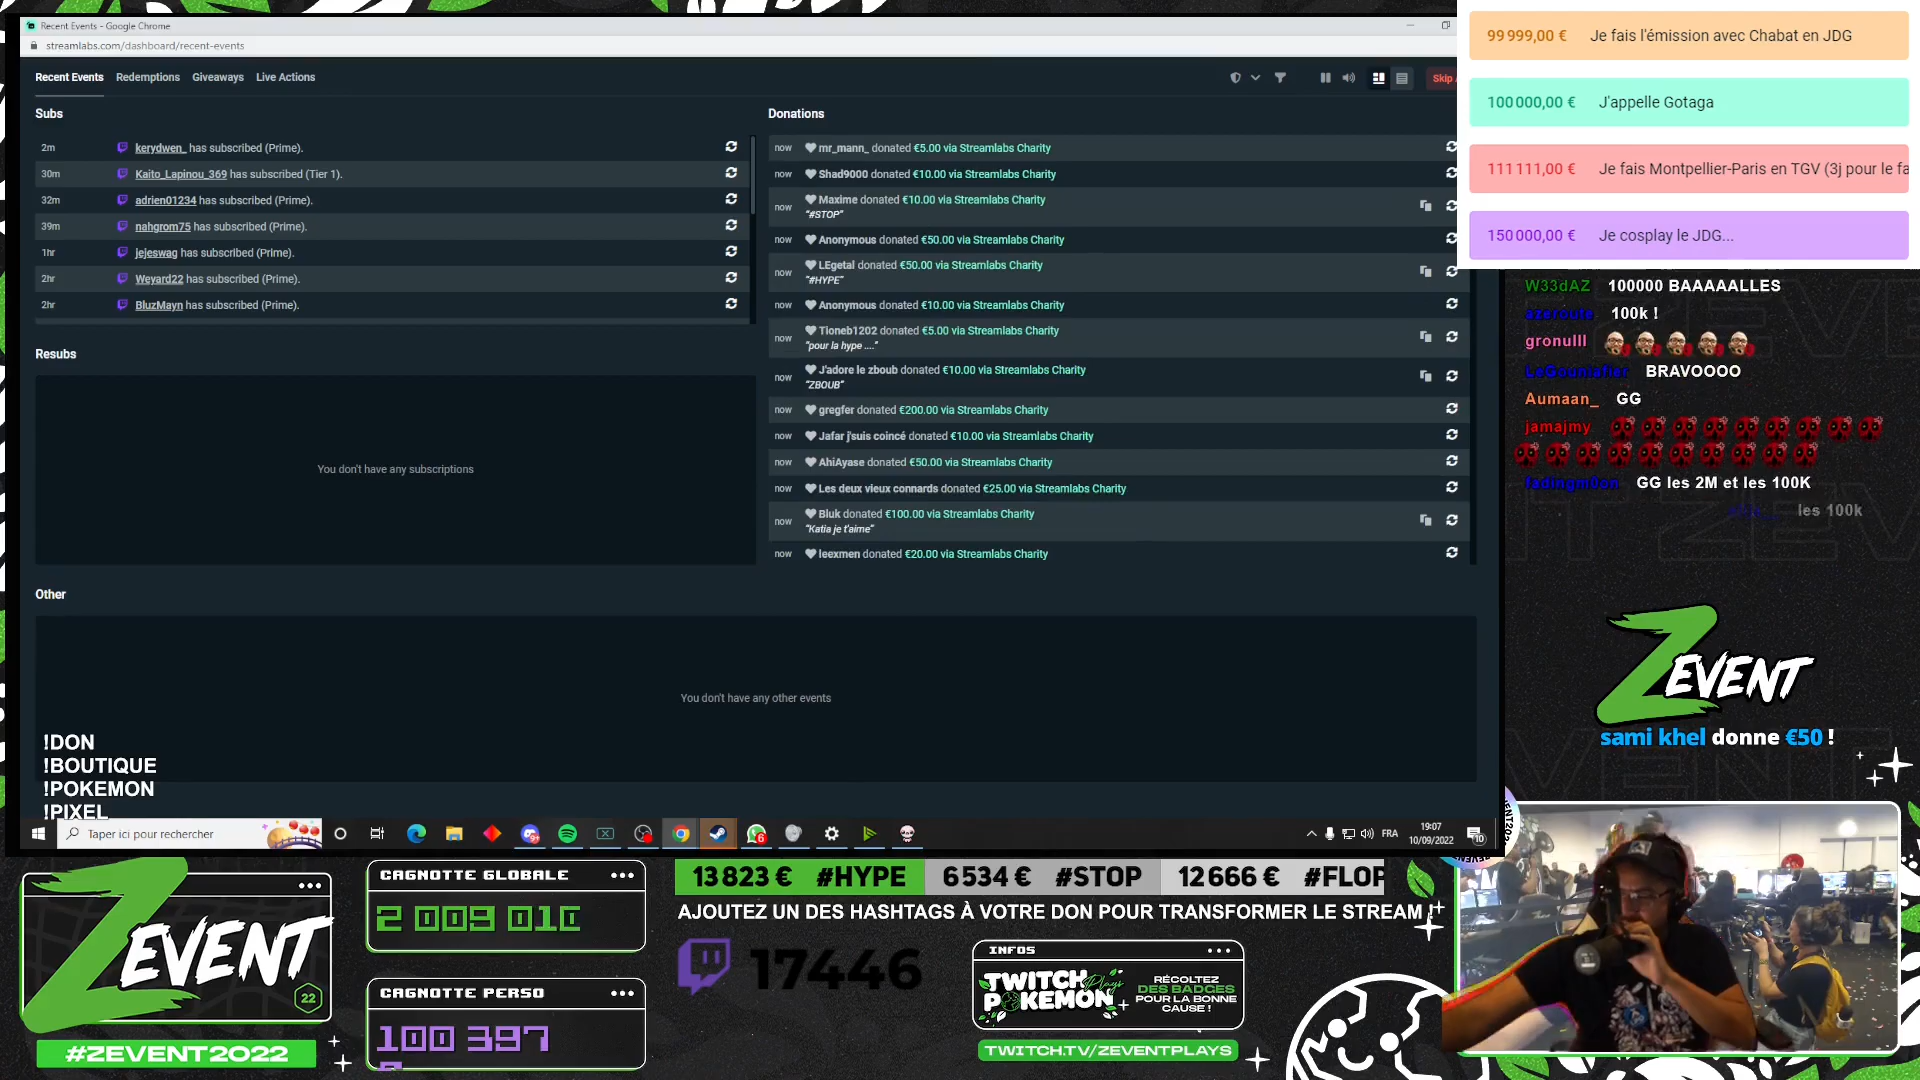 Recent Events - Google Chrome
streamlabs.com/dashboard/recent-events
Recent Events Redemptions Giveaways Live Actions
Skip
Subs
2m kerydwen_ has subscribed (Prime).
30m Kaito_Lapinou_369 has subscribed (Tier 1).
32m adrien01234 has subscribed (Prime).
39m nahgrom75 has subscribed (Prime).
1hr jejeswag has subscribed (Prime).
2hr Weyard22 has subscribed (Prime).
2hr BluzMayn has subscribed (Prime).
Resubs
You don't have any subscriptions
Donations
now mr_mann_ donated €5.00 via Streamlabs Charity
now Shad9000 donated €10.00 via Streamlabs Charity
now Maxime donated €10.00 via Streamlabs Charity
"#STOP"
now Anonymous donated €50.00 via Streamlabs Charity
now LEgetal donated €50.00 via Streamlabs Charity
"#HYPE"
now Anonymous donated €10.00 via Streamlabs Charity
now Tioneb1202 donated €5.00 via Streamlabs Charity
"pour la hype ...."
now J'adore le zboub donated €10.00 via Streamlabs Charity
"ZBOUB"
now gregfer donated €200.00 via Streamlabs Charity
now Jafar j'suis coincé donated €10.00 via Streamlabs Charity
now AhiAyase donated €50.00 via Streamlabs Charity
now Les deux vieux connards donated €25.00 via Streamlabs Charity
now Bluk donated €100.00 via Streamlabs Charity
"Katia je t'aime"
now leexmen donated €20.00 via Streamlabs Charity
Other
You don't have any other events
!DON
!BOUTIQUE
!POKEMON
!PIXEL
Taper ici pour rechercher
FRA
19:07
10/09/2022
10
99 999,00 € Je fais l'émission avec Chabat en JDG
100 000,00 € J'appelle Gotaga
111 111,00 € Je fais Montpellier-Paris en TGV (3j pour le fa
150 000,00 € Je cosplay le JDG...
W33dAZ 100000 BAAAAALLES
azeroute 100k !
gronulll
LeGouniafier BRAVOOOO
Aumaan_ GG
jamajmy
fadingm0on GG les 2M et les 100K
les 100k
ZEVENT
sami khel donne €50 !
ZEVENT
22
#ZEVENT2022
CAGNOTTE GLOBALE
2 009 010
CAGNOTTE PERSO
100 397
13 823 € #HYPE 6 534 € #STOP 12 666 € #FLOP
AJOUTEZ UN DES HASHTAGS À VOTRE DON POUR TRANSFORMER LE STREAM !
17446
INFOS
TWITCH Plays POKEMON
RÉCOLTEZ
DES BADGES
POUR LA BONNE
CAUSE !
TWITCH.TV/ZEVENTPLAYS